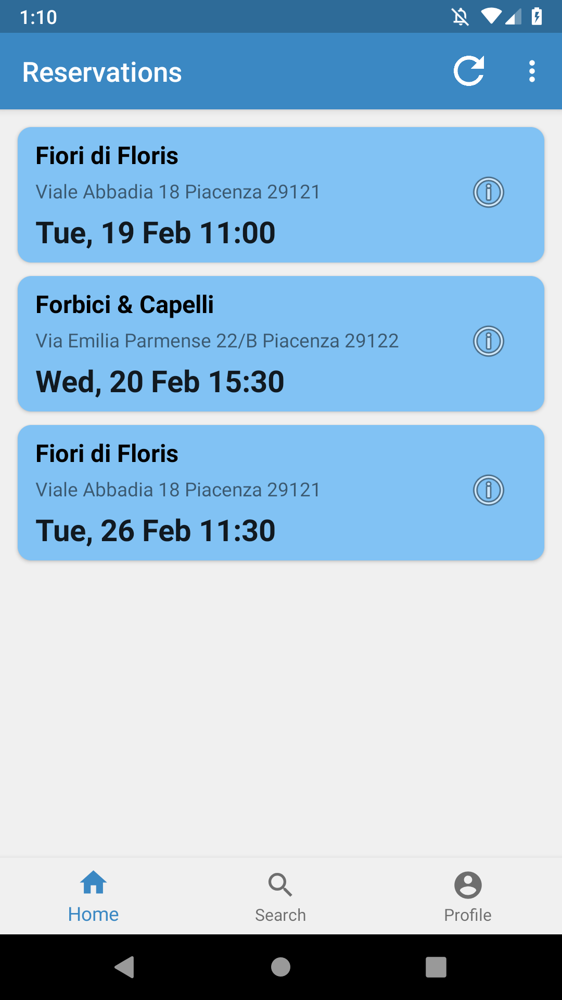 1:10
Reservations
Fiori di Floris
Viale Abbadia 18 Piacenza 29121
Tue, 19 Feb 11:00
Forbici & Capelli
Via Emilia Parmense 22/B Piacenza 29122
Wed, 20 Feb 15:30
Fiori di Floris
Viale Abbadia 18 Piacenza 29121
Tue, 26 Feb 11:30
Home
Search
Profile